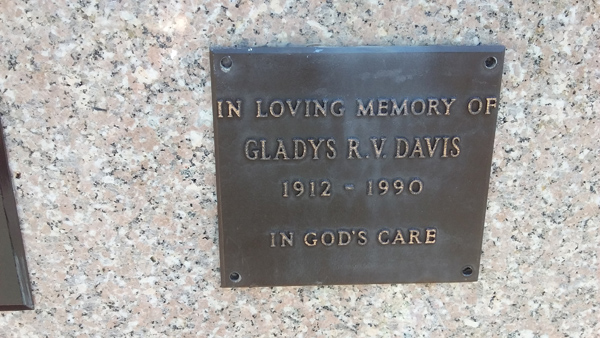 IN LOVING MEMORY OF
GLADYS R.V. DAVIS
1912 - 1990
IN GOD'S CARE